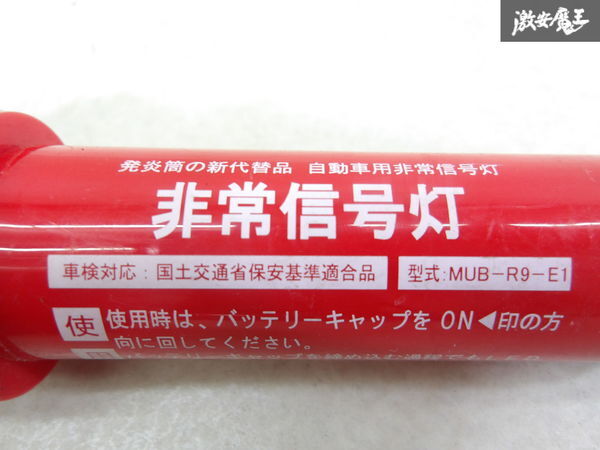 激安魔王
発炎筒の新代替品 自動車用非常信号灯
非常信号灯
車検対応：国土交通省保安基準適合品
型式:MUB-R9-E1
使 使用時は、バッテリーキャップを ON◀印の方
向に回してください。
用